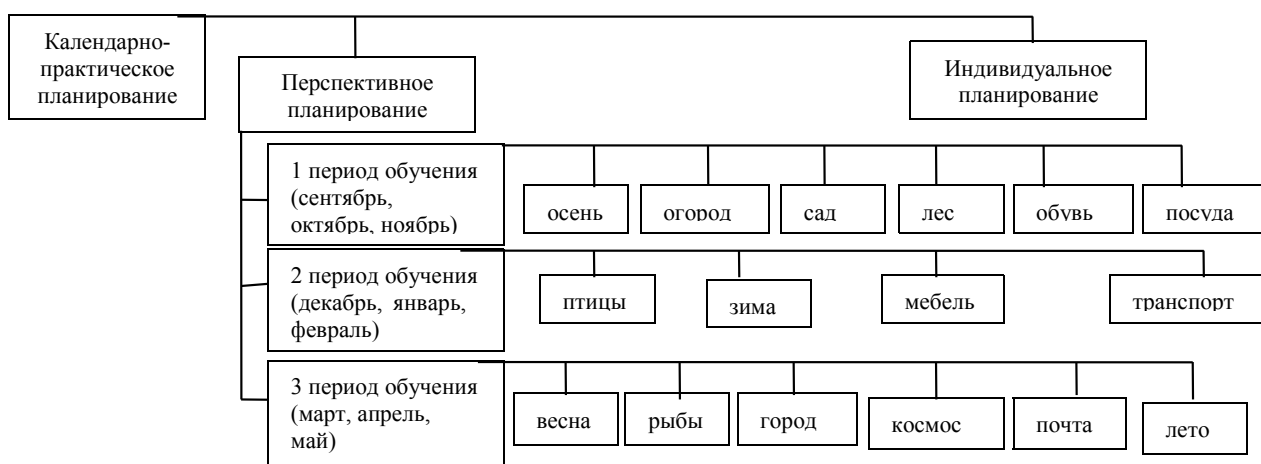 Календарно-
практическое
планирование
Перспективное
планирование
Индивидуальное
планирование
1 период обучения
(сентябрь,
октябрь, ноябрь)
осень
огород
сад
лес
обувь
посуда
2 период обучения
(декабрь, январь,
февраль)
птицы
зима
мебель
транспорт
3 период обучения
(март, апрель,
май)
весна
рыбы
город
космос
почта
лето